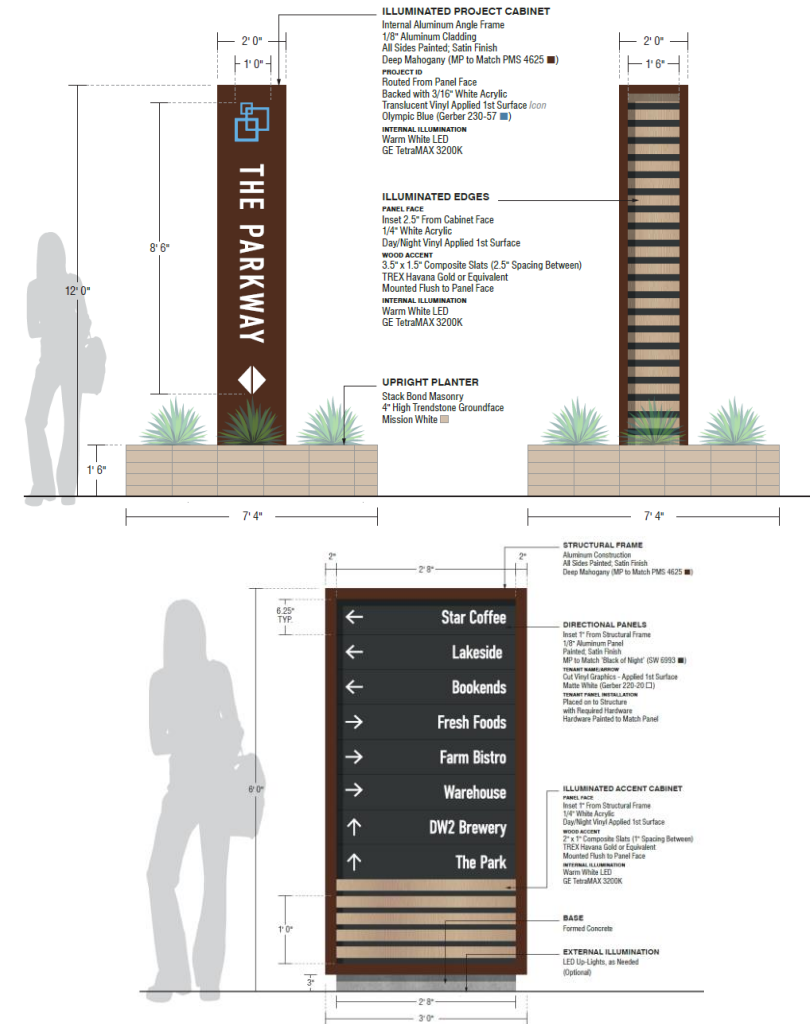 ILLUMINATED PROJECT CABINET
Internal Aluminum Angle Frame
1/8" Aluminum Cladding
All Sides Painted; Satin Finish
Deep Mahogany (MP to Match PMS 4625 )
PROJECT ID
Routed From Panel Face
Backed with 3/16" White Acrylic
Translucent Vinyl Applied 1st Surface Icon
Olympic Blue (Gerber 230-57 )
INTERNAL ILLUMINATION
Warm White LED
GE TetraMAX 3200K
2' 0"
1' 0"
2' 0"
1' 6"
THE PARKWAY
8' 6"
12' 0"
1' 6"
7' 4"
7' 4"
ILLUMINATED EDGES
PANEL FACE
Inset 2.5" From Cabinet Face
1/4" White Acrylic
Day/Night Vinyl Applied 1st Surface
WOOD ACCENT
3.5" x 1.5" Composite Slats (2.5" Spacing Between)
TREX Havana Gold or Equivalent
Mounted Flush to Panel Face
INTERNAL ILLUMINATION
Warm White LED
GE TetraMAX 3200K
UPRIGHT PLANTER
Stack Bond Masonry
4" High Trendstone Groundface
Mission White
2"
2' 8"
2"
6.25"
TYP.
6' 0"
1' 0"
3"
2' 8"
3' 0"
← Star Coffee
← Lakeside
← Bookends
→ Fresh Foods
→ Farm Bistro
→ Warehouse
↑ DW2 Brewery
↑ The Park
STRUCTURAL FRAME
Aluminum Construction
All Sides Painted; Satin Finish
Deep Mahogany (MP to Match PMS 4625 )
DIRECTIONAL PANELS
Inset 1" From Structural Frame
1/8" Aluminum Panel
Painted; Satin Finish
MP to Match 'Black of Night' (SW 6993 )
TENANT NAME/ARROW
Cut Vinyl Graphics - Applied 1st Surface
Matte White (Gerber 220-20 )
TENANT PANEL INSTALLATION
Placed on to Structure
with Required Hardware
Hardware Painted to Match Panel
ILLUMINATED ACCENT CABINET
PANEL FACE
Inset 1" From Structural Frame
1/4" White Acrylic
Day/Night Vinyl Applied 1st Surface
WOOD ACCENT
2" x 1" Composite Slats (1" Spacing Between)
TREX Havana Gold or Equivalent
Mounted Flush to Panel Face
INTERNAL ILLUMINATION
Warm White LED
GE TetraMAX 3200K
BASE
Formed Concrete
EXTERNAL ILLUMINATION
LED Up-Lights, as Needed
(Optional)